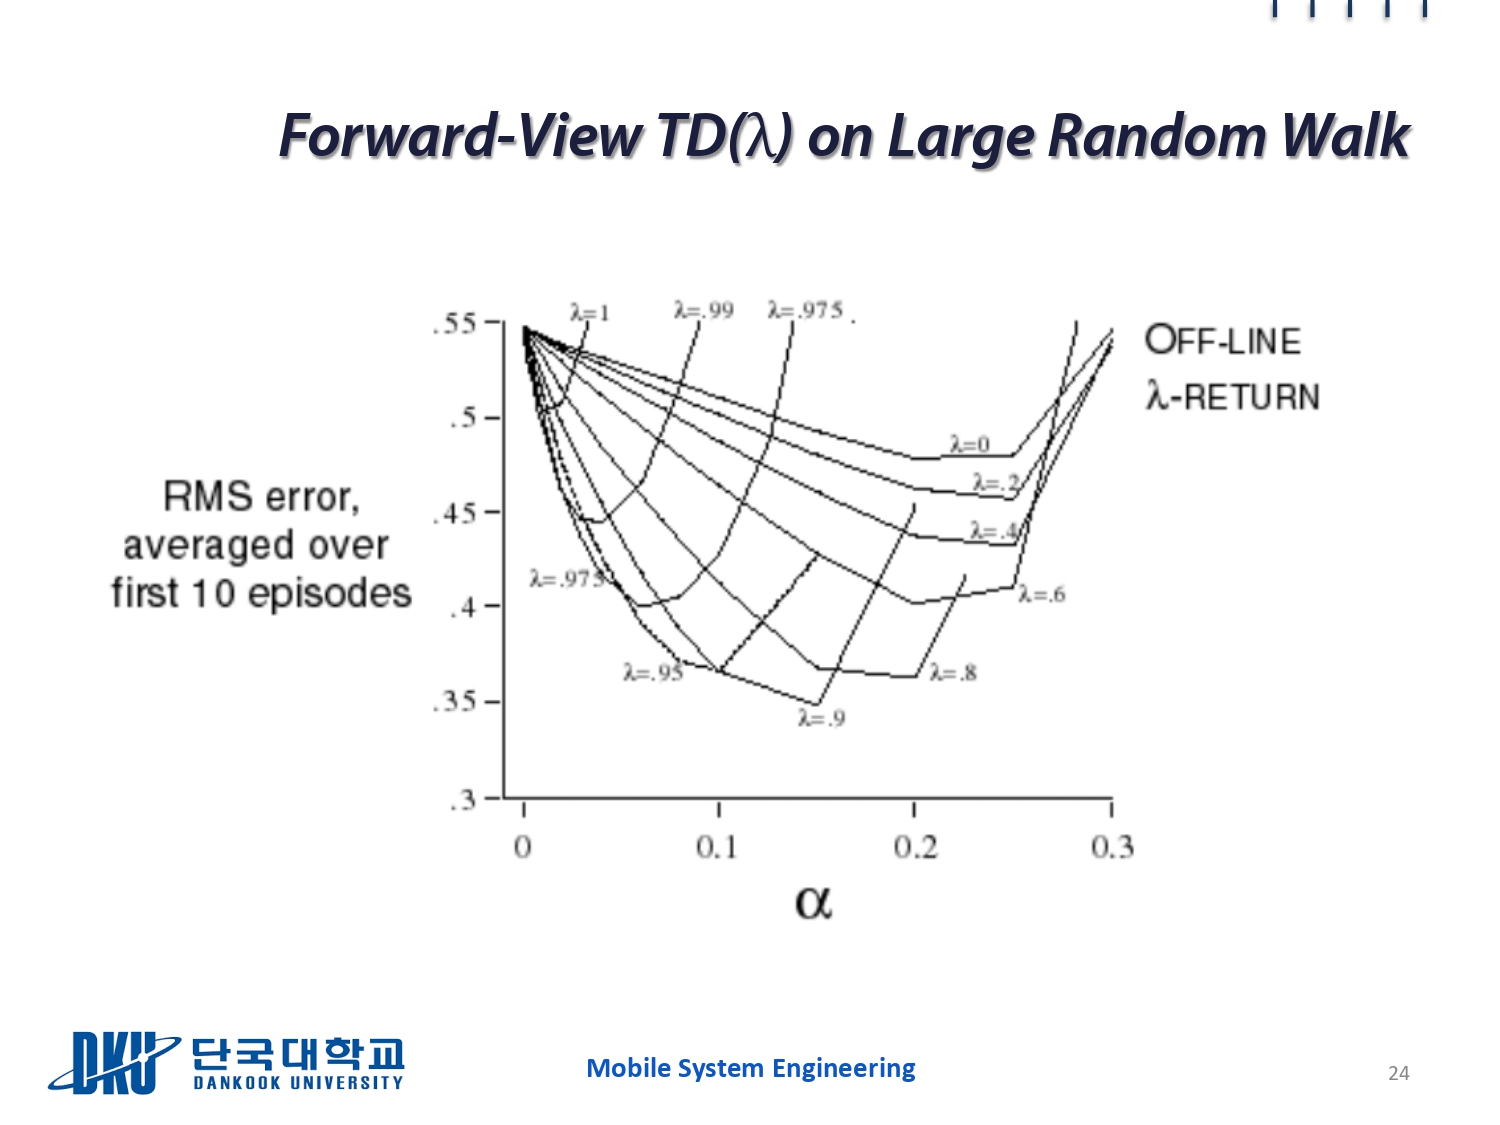 Forward-View TD(λ) on Large Random Walk
λ=1
λ=.99
λ=.975
.55
OFF-LINE
λ-RETURN
.5
λ=0
RMS error,
averaged over
first 10 episodes
λ=.2
.45
λ=.4
λ=.975
λ=.6
.4
λ=.95
λ=.8
.35
λ=.9
.3
0
0.1
0.2
0.3
α
DKU 단국대학교
DANKOOK UNIVERSITY
Mobile System Engineering
24